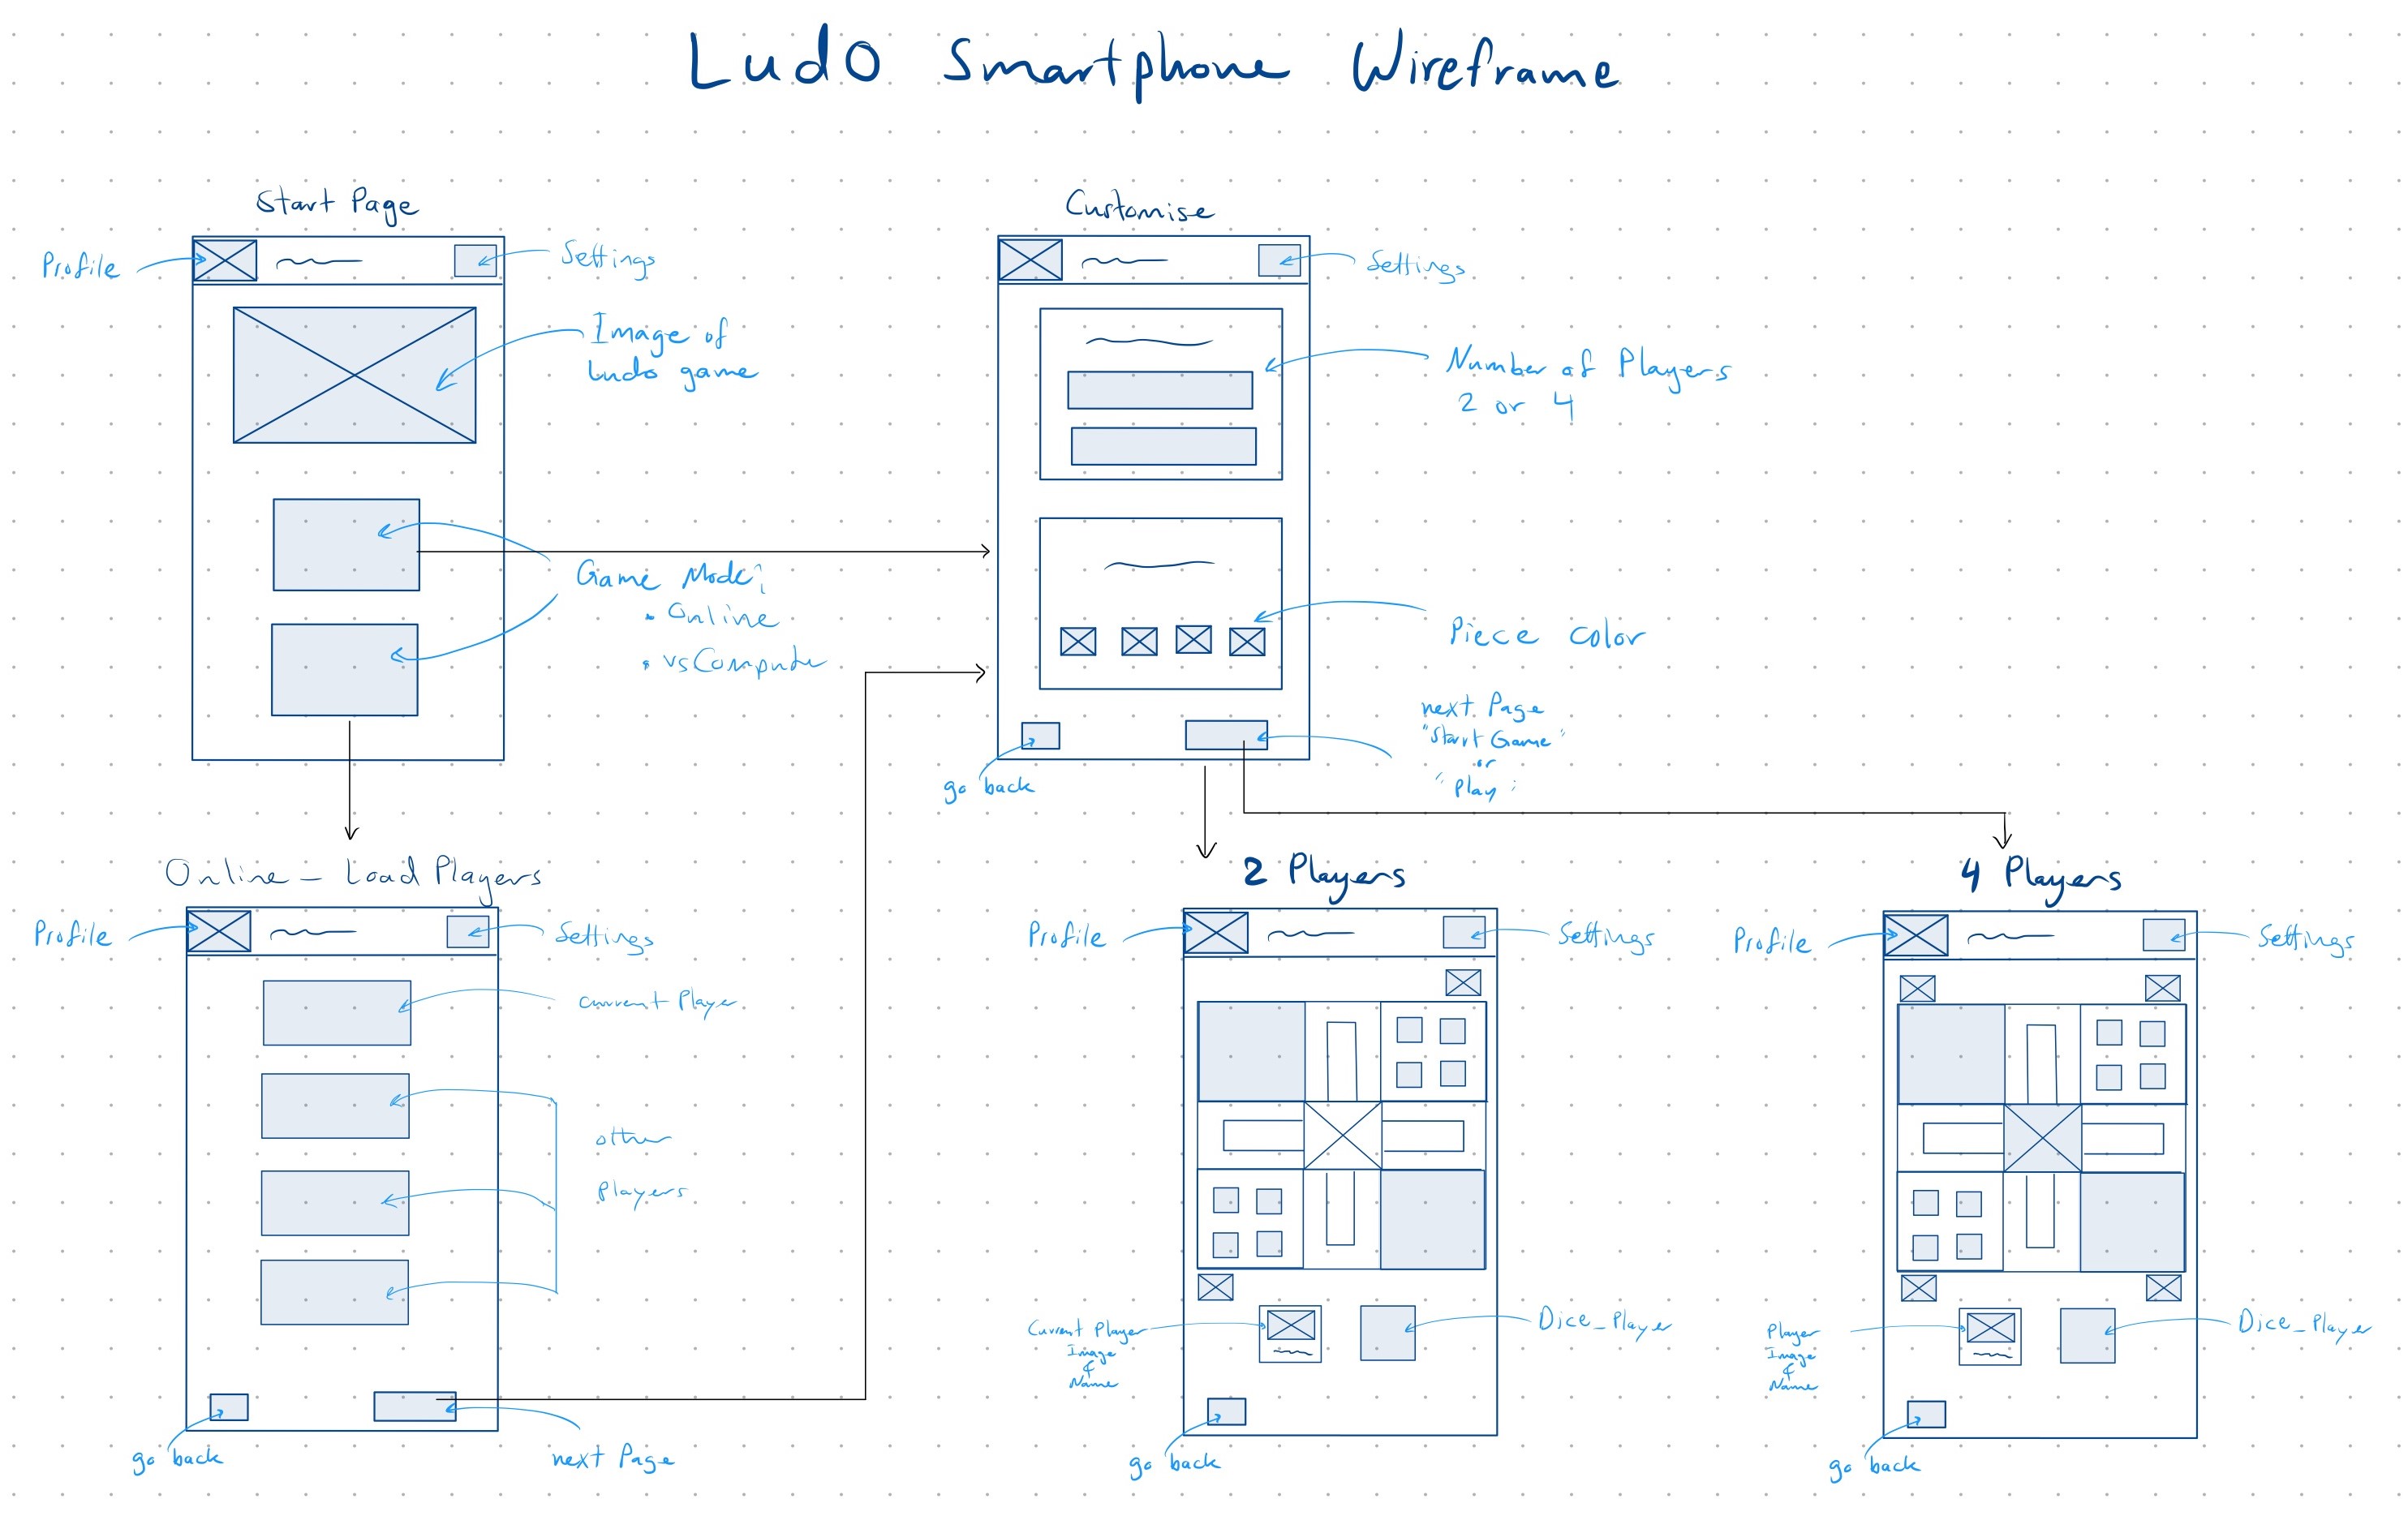 Ludo Smartphone Wireframe
Start Page
Profile
Settings
Image of
Ludo game
Game Mode:
• Online
• vsComputer
Customise
Settings
Number of Players
2 or 4
Piece color
next Page
"Start Game"
or
"Play"
go back
Online - Load Players
Profile
Settings
current Player
other
Players
go back
next Page
2 Players
Profile
Settings
Current Player
Image
&
Name
Dice_Player
go back
4 Players
Profile
Settings
Player
Image
&
Name
Dice_Player
go back